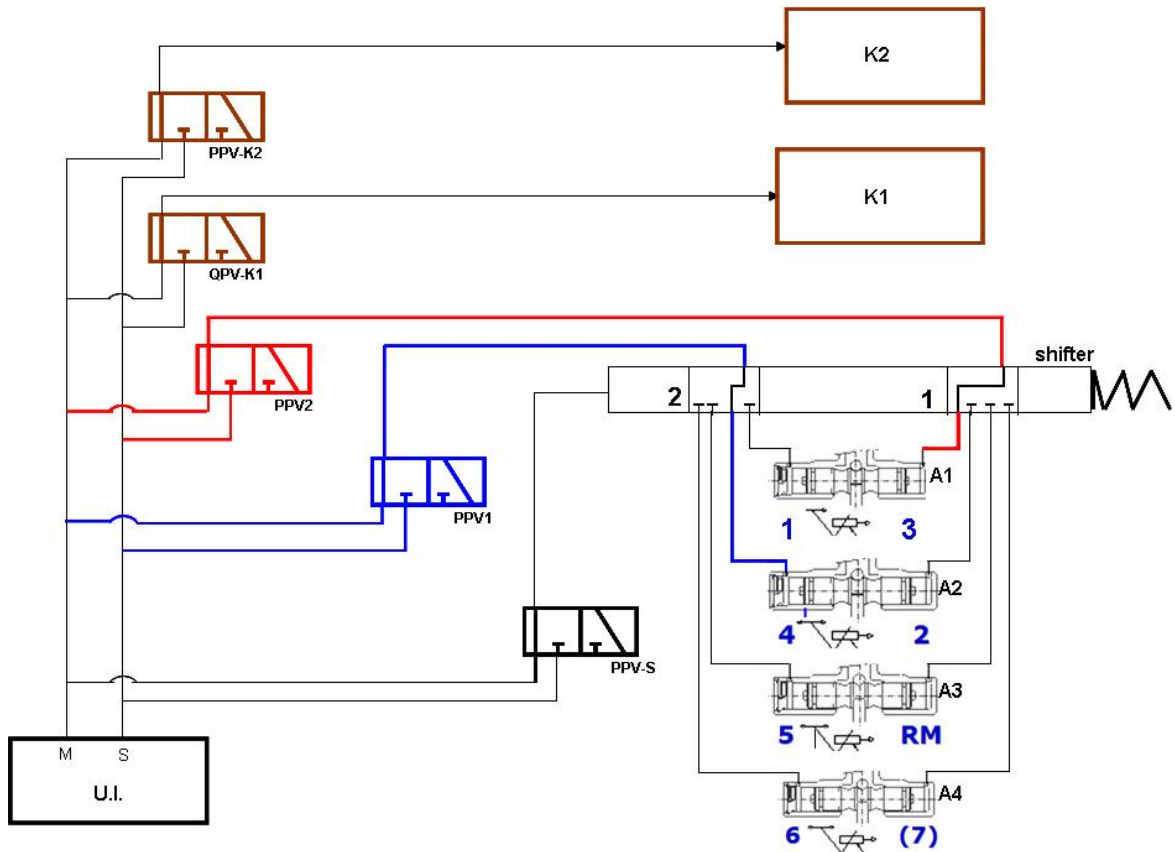 K2
PPV-K2
K1
QPV-K1
PPV2
shifter
2
1
A1
PPV1
1
3
A2
4
2
PPV-S
A3
5
RM
M
S
U.I.
A4
6
(7)